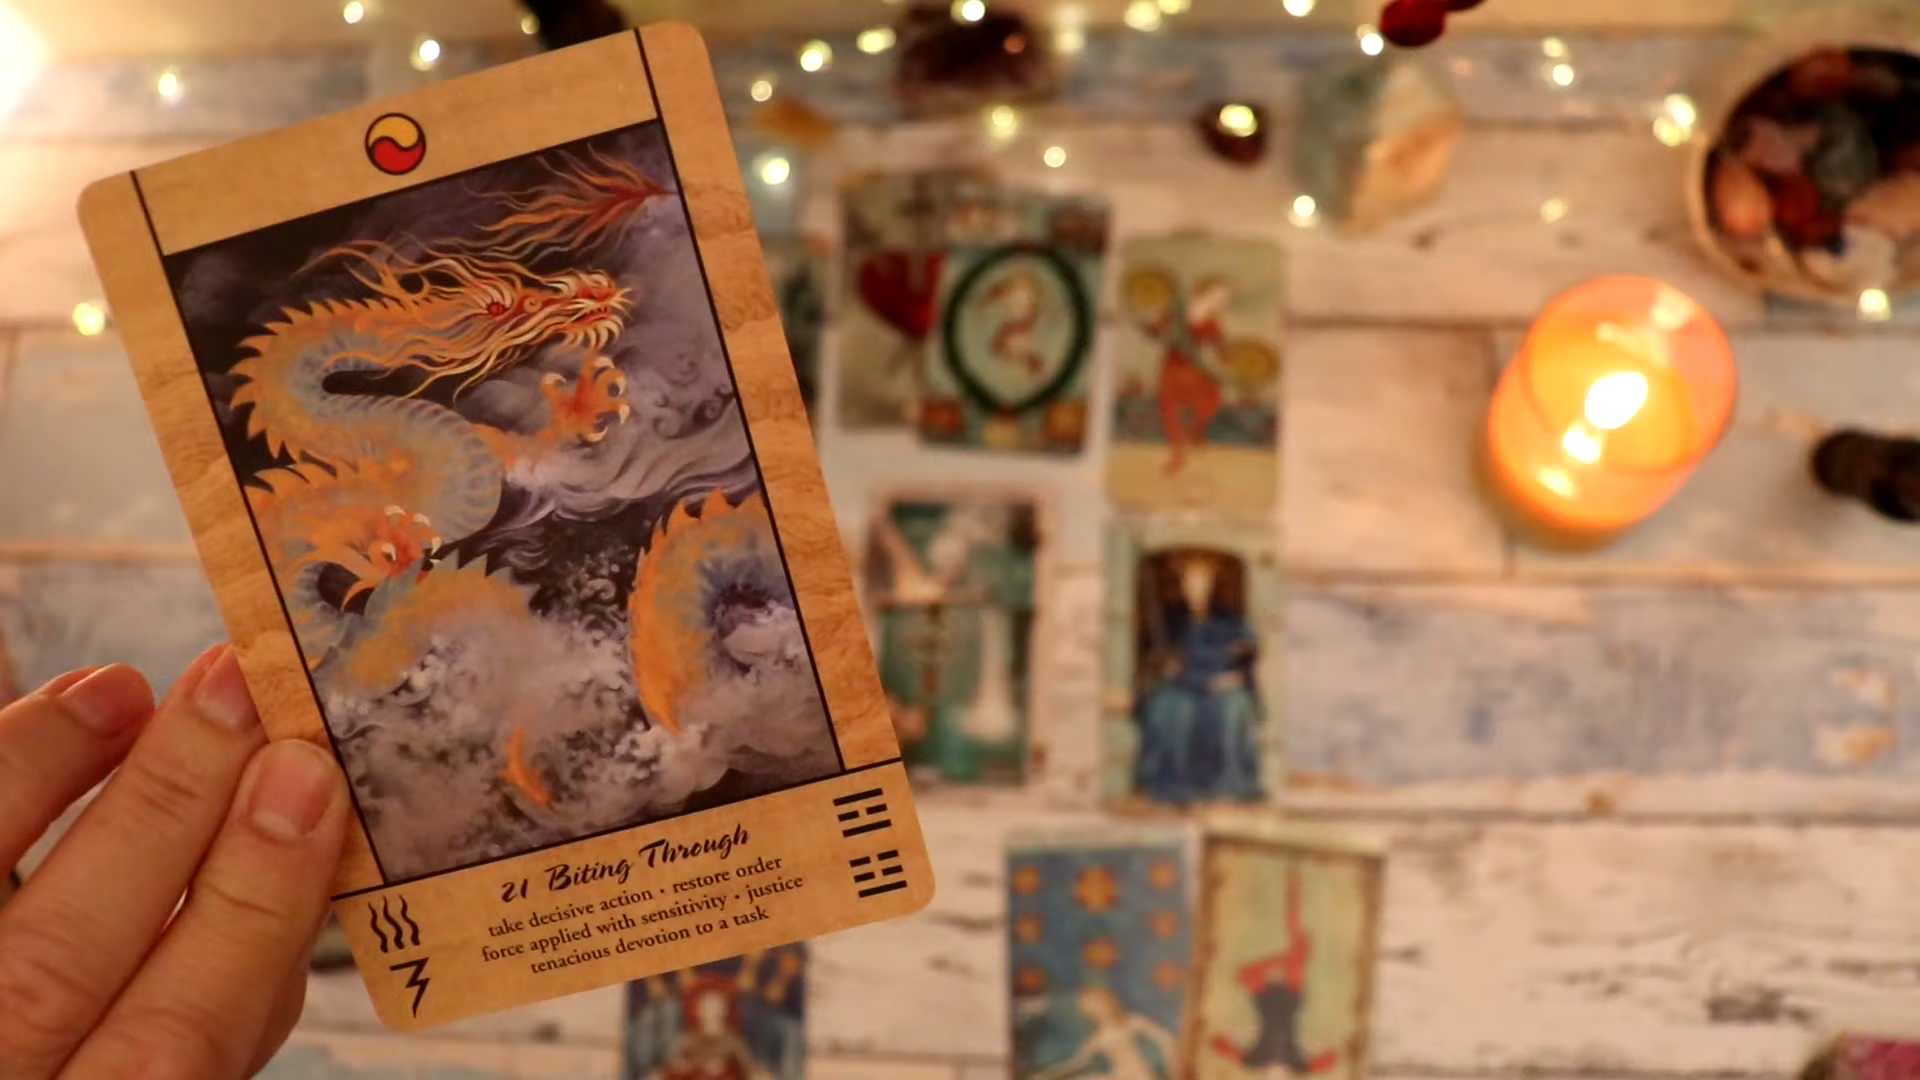 21 Biting Through
take decisive action • restore order
force applied with sensitivity • justice
tenacious devotion to a task